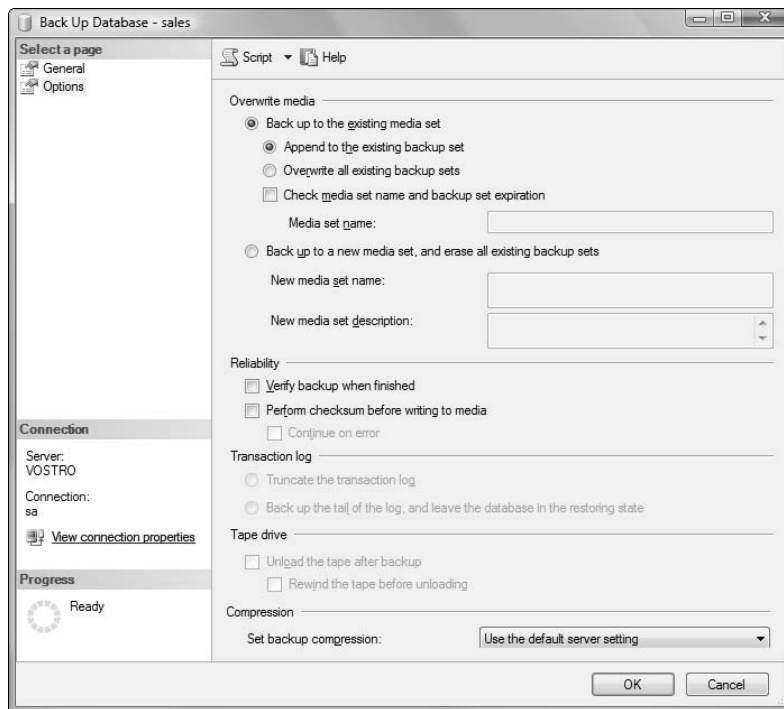 Back Up Database - sales
Select a page
General
Options
Script
Help
Overwrite media
Back up to the existing media set
Append to the existing backup set
Overwrite all existing backup sets
Check media set name and backup set expiration
Media set name:
Back up to a new media set, and erase all existing backup sets
New media set name:
New media set description:
Reliability
Verify backup when finished
Perform checksum before writing to media
Continue on error
Transaction log
Truncate the transaction log
Back up the tail of the log, and leave the database in the restoring state
Tape drive
Unload the tape after backup
Rewind the tape before unloading
Compression
Set backup compression:
Use the default server setting
Connection
Server:
VOSTRO
Connection:
sa
View connection properties
Progress
Ready
OK
Cancel